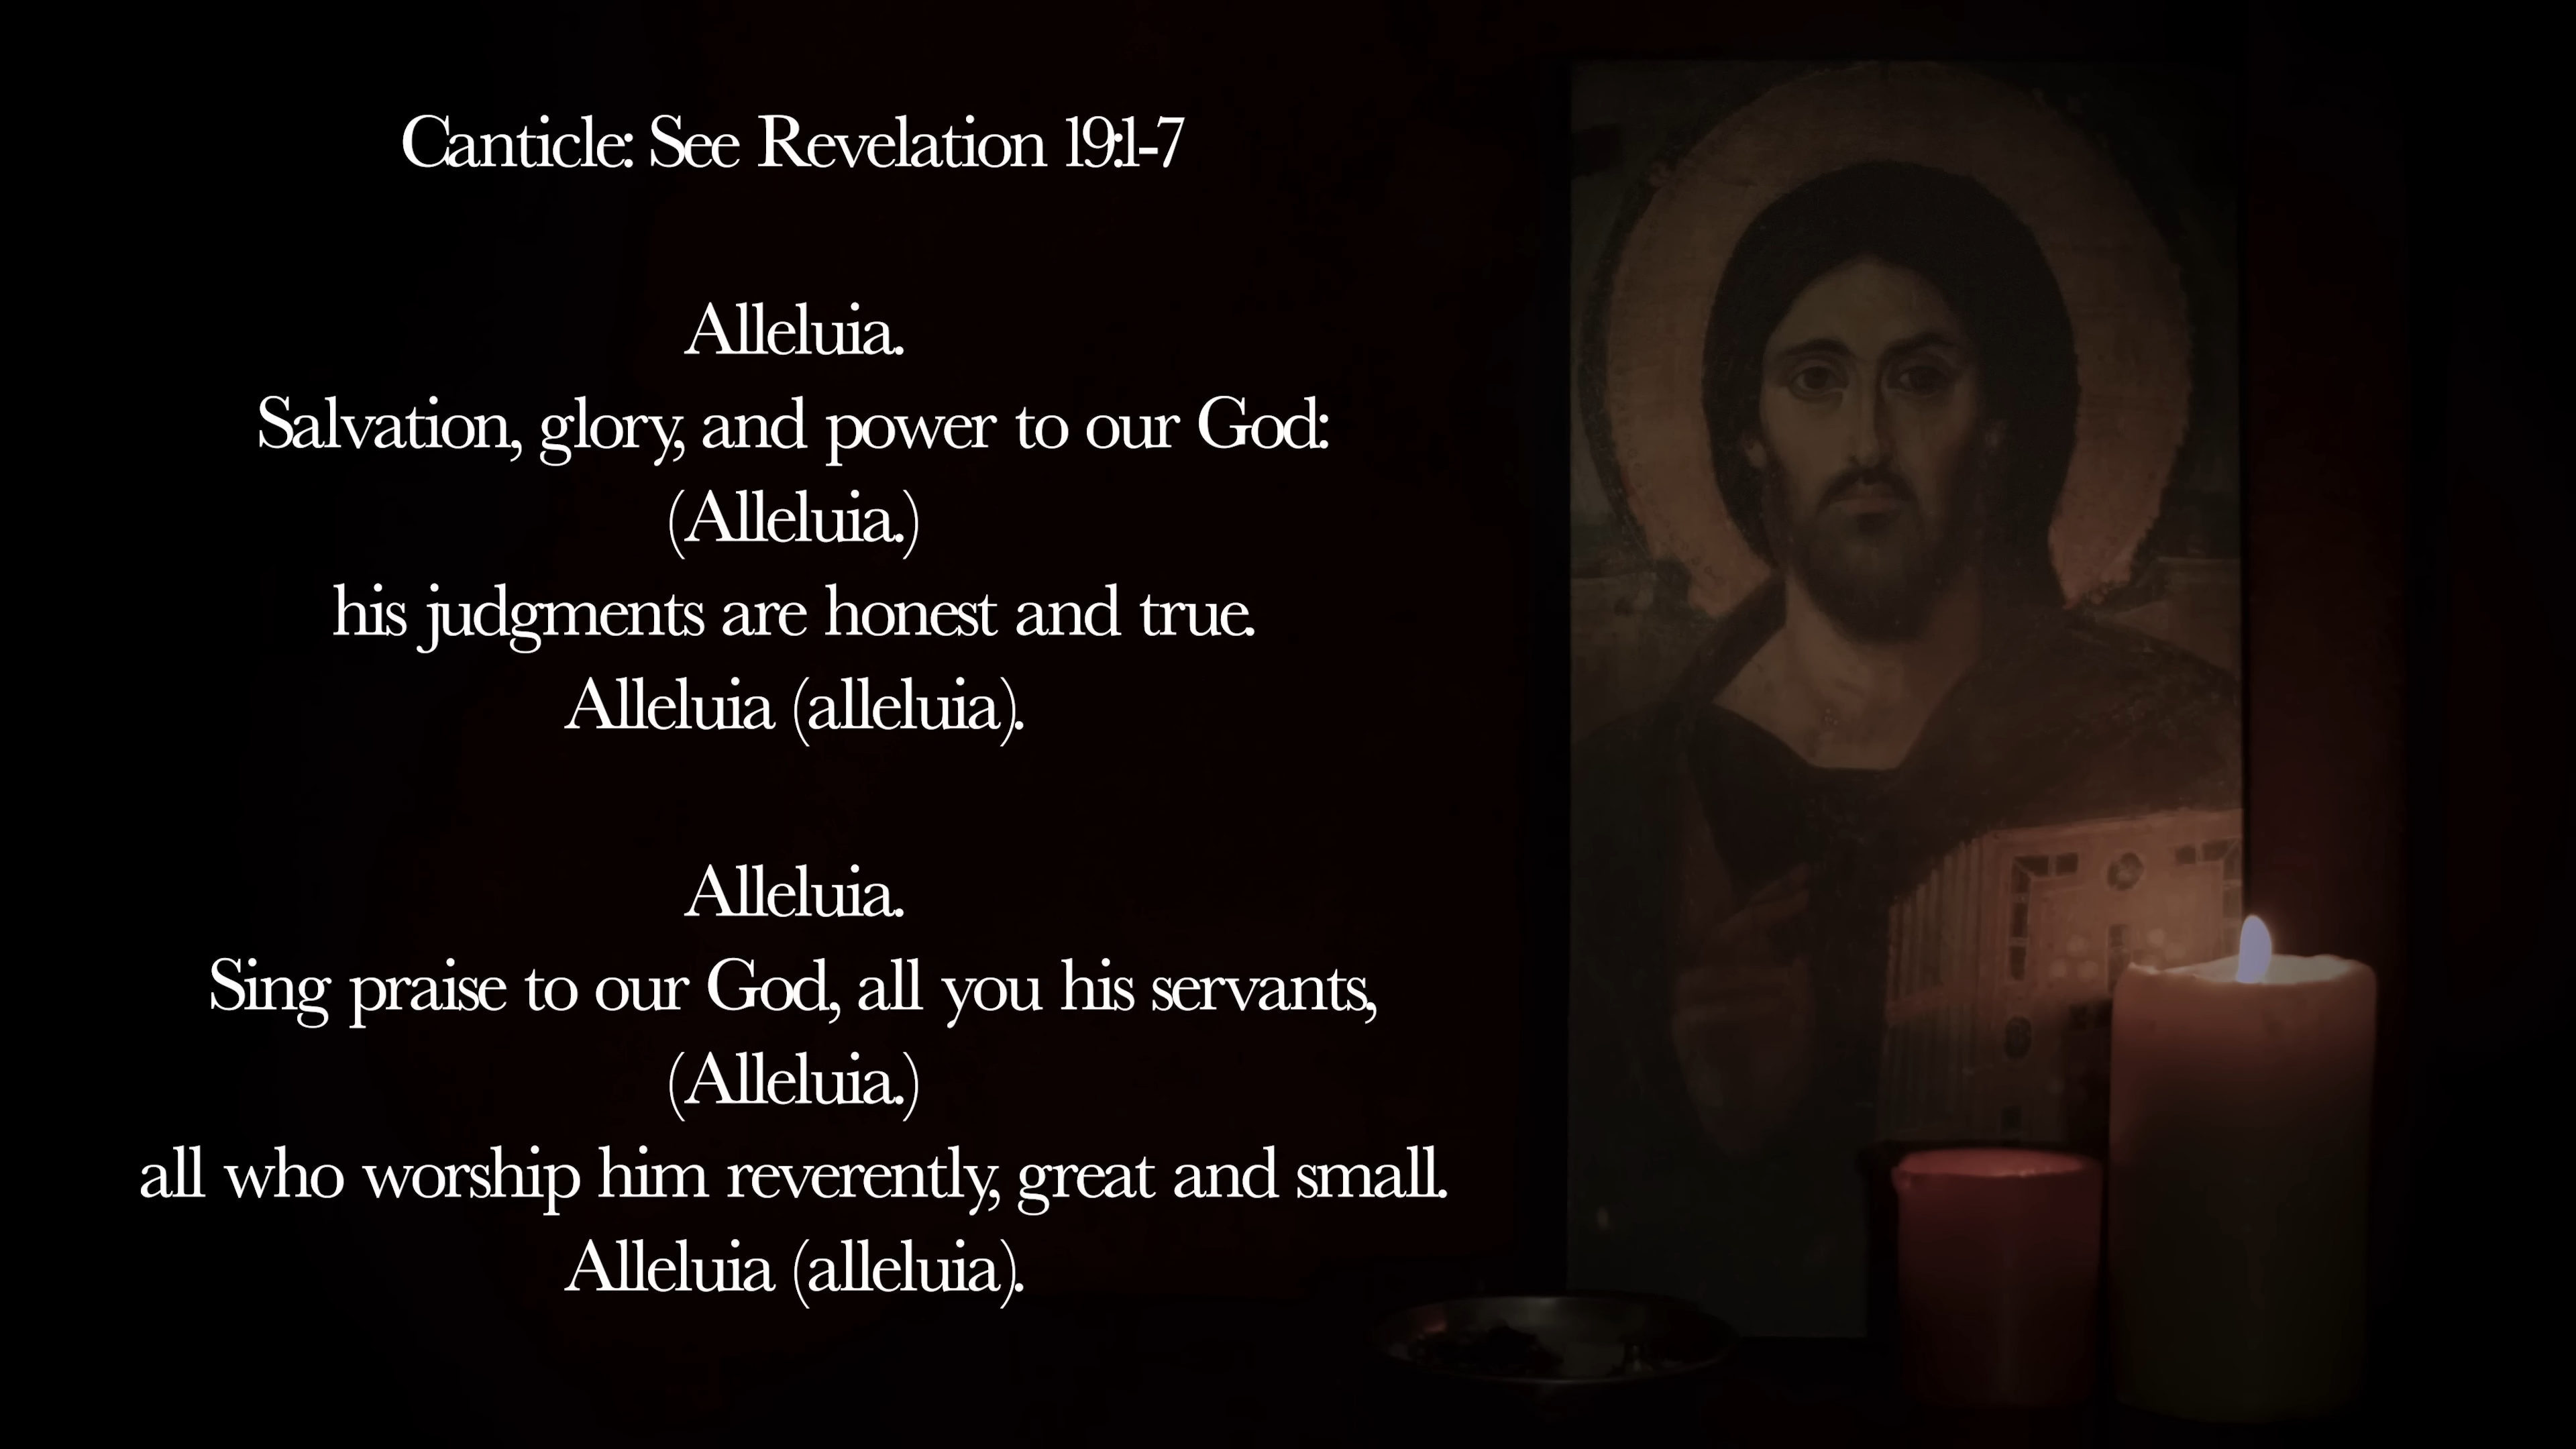 Canticle: See Revelation 19:1-7
Alleluia.
Salvation, glory, and power to our God:
(Alleluia.)
his judgments are honest and true.
Alleluia (alleluia).
Alleluia.
Sing praise to our God, all you his servants,
(Alleluia.)
all who worship him reverently, great and small.
Alleluia (alleluia).